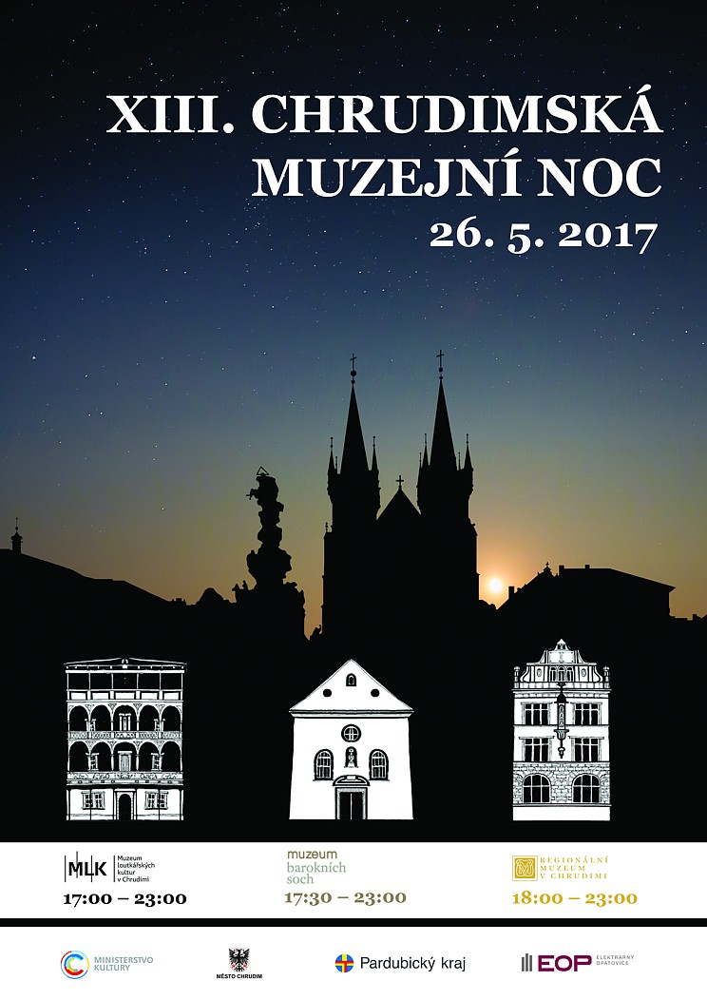 XIII. CHRUDIMSKÁ
MUZEJNÍ NOC
26. 5. 2017
MLK
Muzeum
loutkářských
kultur
v Chrudimi
17:00 – 23:00
muzeum
barokních
soch
17:30 – 23:00
REGIONÁLNÍ
MUZEUM
V CHRUDIMI
18:00 – 23:00
MINISTERSTVO
KULTURY
MĚSTO CHRUDIM
Pardubický kraj
EOP
ELEKTRÁRNY
OPATOVICE